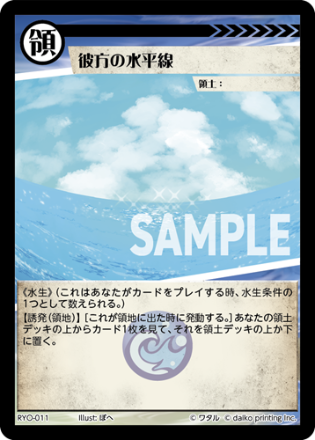 領
彼方の水平線
領土：
SAMPLE
《水生》（これはあなたがカードをプレイする時、水生条件の
1つとして数えられる。）
【誘発（領地）】［これが領地に出た時に発動する。］あなたの領土
デッキの上からカード1枚を見て、それを領土デッキの上か下
に置く。
RYO-011 Illust: ぽへ © ワタル © daiko printing Inc.